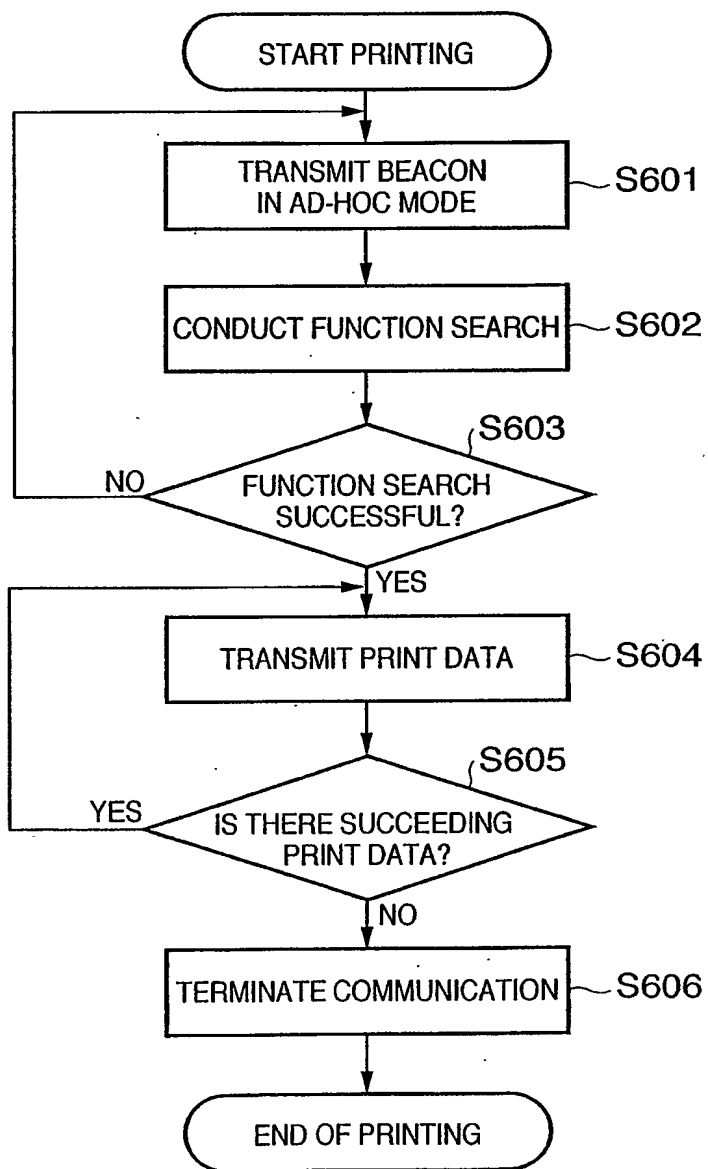 START PRINTING
TRANSMIT BEACON
IN AD-HOC MODE
S601
CONDUCT FUNCTION SEARCH
S602
S603
NO
FUNCTION SEARCH
SUCCESSFUL?
YES
TRANSMIT PRINT DATA
S604
S605
YES
IS THERE SUCCEEDING
PRINT DATA?
NO
TERMINATE COMMUNICATION
S606
END OF PRINTING